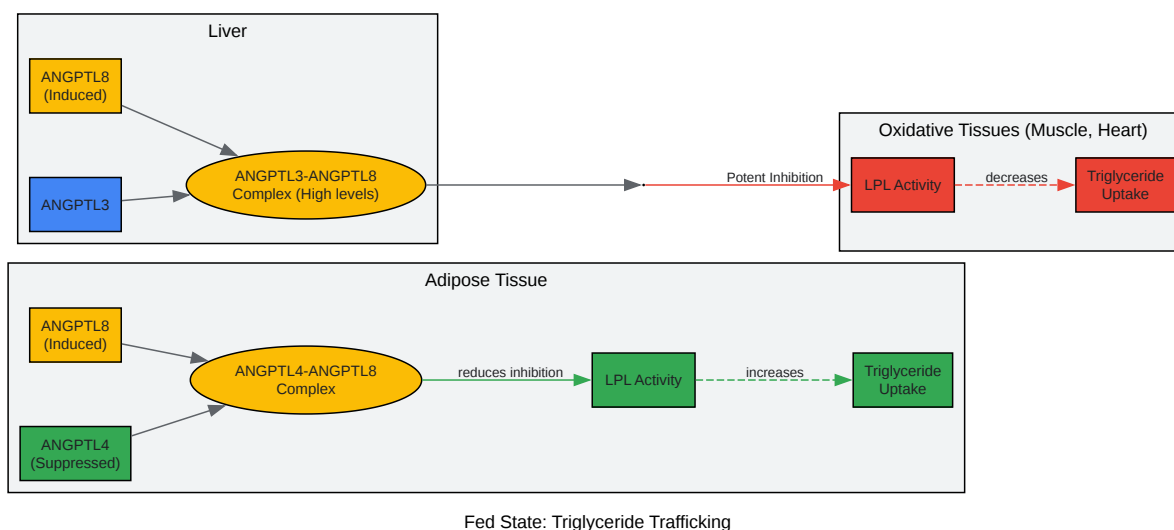 Liver
ANGPTL8
(Induced)
ANGPTL3
ANGPTL3-ANGPTL8
Complex (High levels)
Potent Inhibition
Oxidative Tissues (Muscle, Heart)
LPL Activity
decreases
Triglyceride
Uptake
Adipose Tissue
ANGPTL8
(Induced)
ANGPTL4
(Suppressed)
ANGPTL4-ANGPTL8
Complex
reduces inhibition
LPL Activity
increases
Triglyceride
Uptake
Fed State: Triglyceride Trafficking